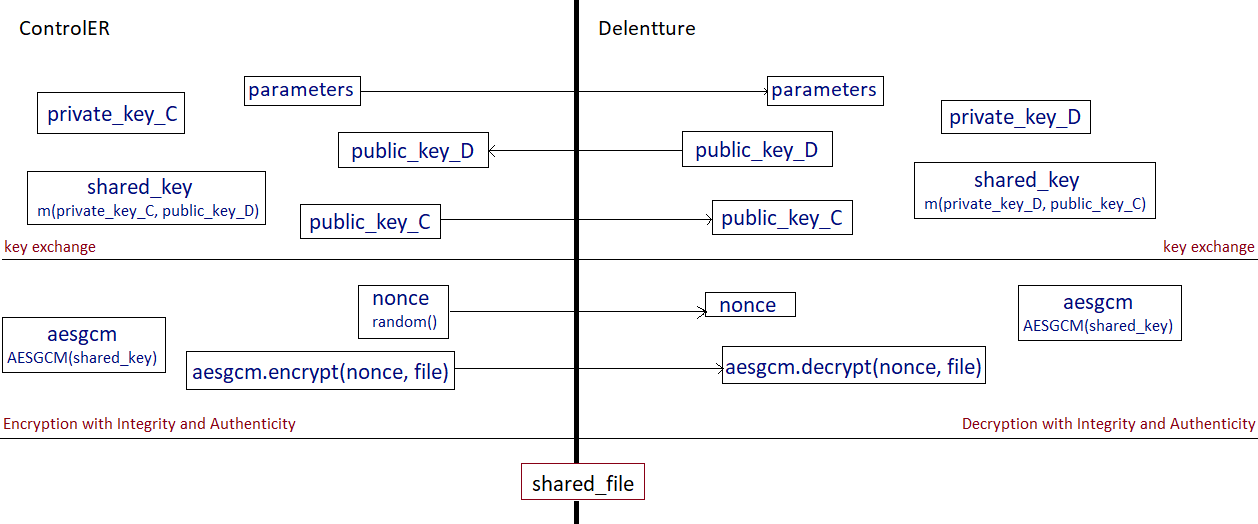 ControlER
Delentture
parameters
parameters
private_key_C
private_key_D
public_key_D
public_key_D
shared_key
m(private_key_C, public_key_D)
shared_key
m(private_key_D, public_key_C)
public_key_C
public_key_C
key exchange
key exchange
nonce
random()
nonce
aesgcm
AESGCM(shared_key)
aesgcm
AESGCM(shared_key)
aesgcm.encrypt(nonce, file)
aesgcm.decrypt(nonce, file)
Encryption with Integrity and Authenticity
Decryption with Integrity and Authenticity
shared_file